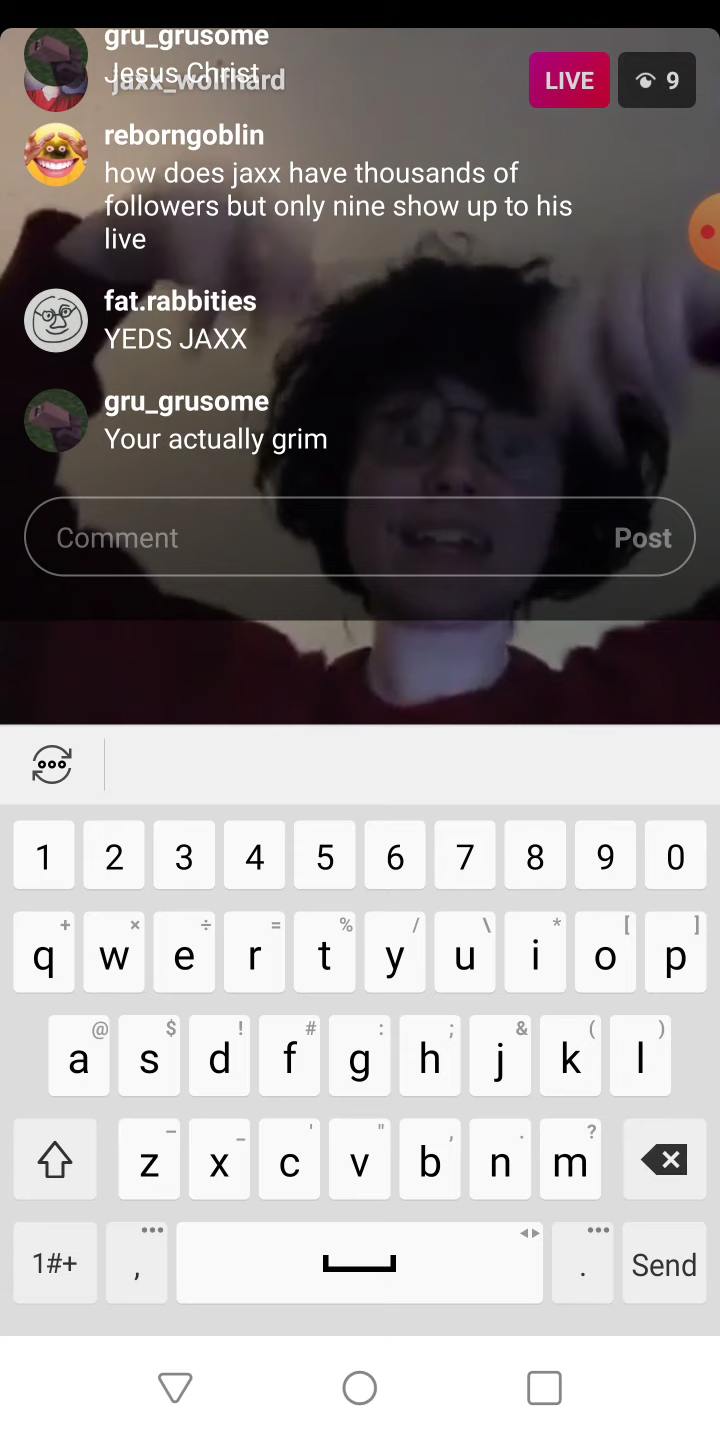 gru_grusome
Jesus Christ
jaxx_wolfhard
LIVE 9
reborngoblin
how does jaxx have thousands of
followers but only nine show up to his
live
fat.rabbities
YEDS JAXX
gru_grusome
Your actually grim
Comment Post
1 2 3 4 5 6 7 8 9 0
+ × ÷ = % / \ * [ ]
q w e r t y u i o p
@ $ ! # : ; & ( )
a s d f g h j k l
– _ ' " , . ?
z x c v b n m
1#+ , . Send